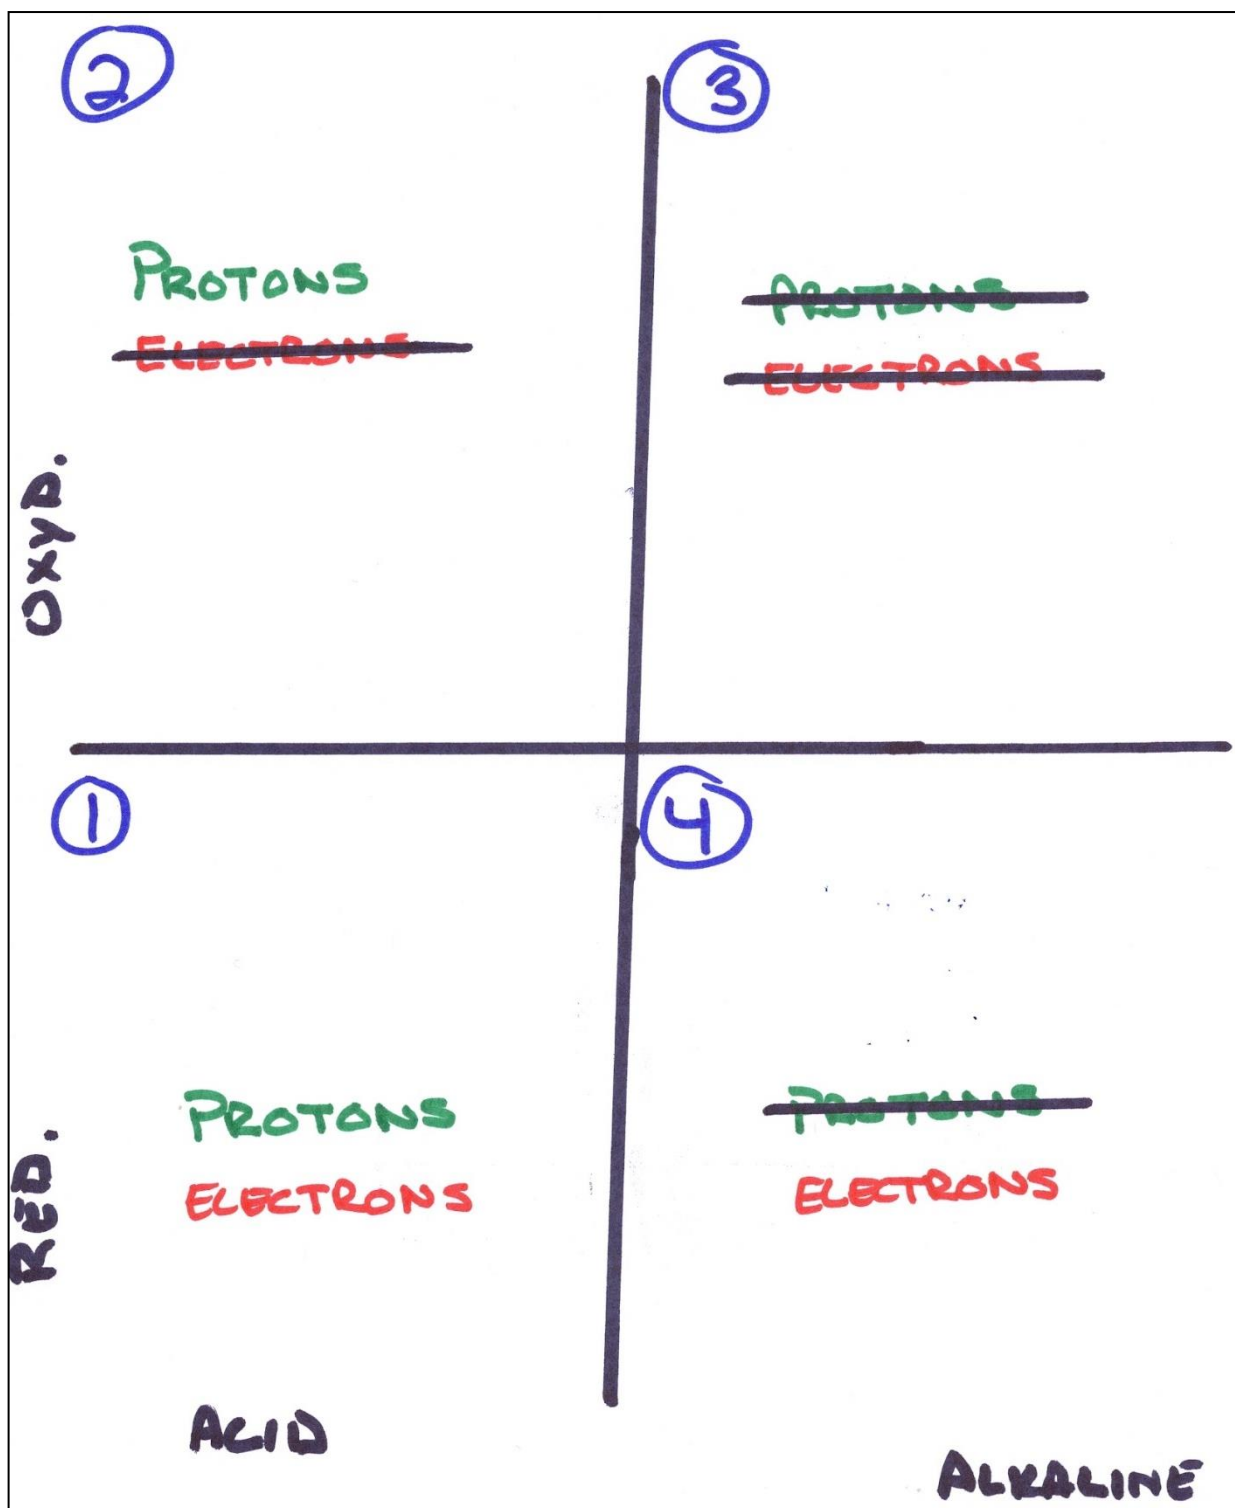 2
3
PROTONS
ELECTRONS
PROTONS
ELECTRONS
OXYD.
1
4
PROTONS
ELECTRONS
PROTONS
ELECTRONS
RED.
ACID
ALKALINE